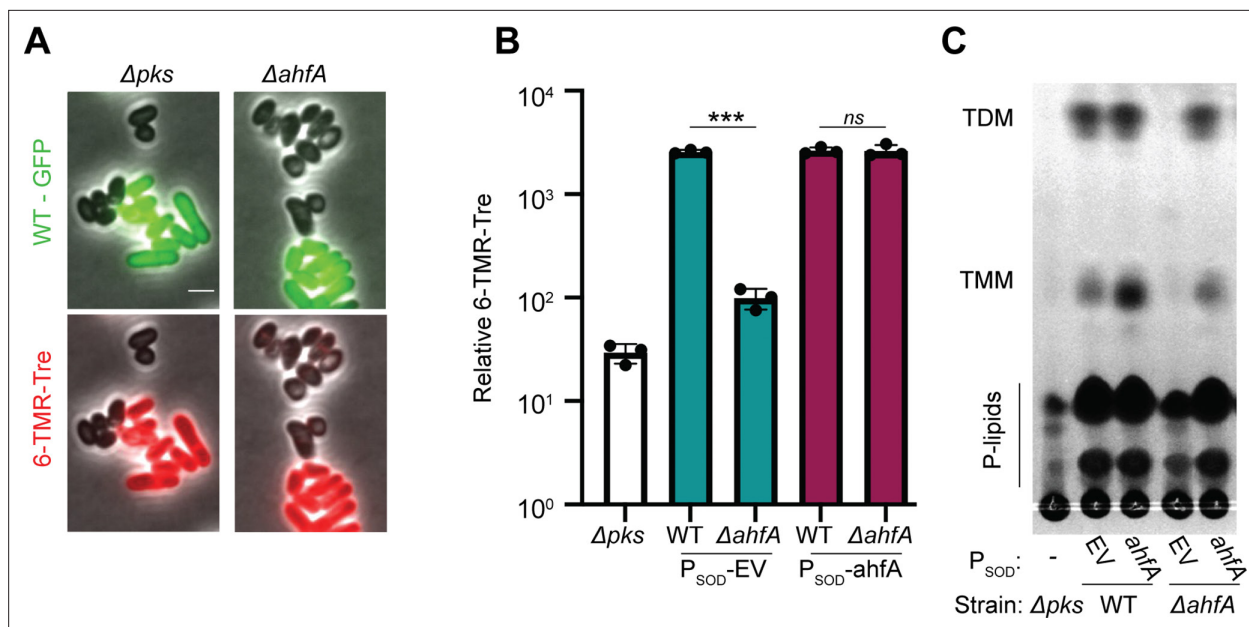 A
Δpks
ΔahfA
WT - GFP
6-TMR-Tre
B
Relative 6-TMR-Tre
10⁴
10³
10²
10¹
10⁰
***
ns
Δpks
WT
ΔahfA
WT
ΔahfA
P_SOD-EV
P_SOD-ahfA
C
TDM
TMM
P-lipids
P_SOD: - EV ahfA EV ahfA
Strain: Δpks WT ΔahfA